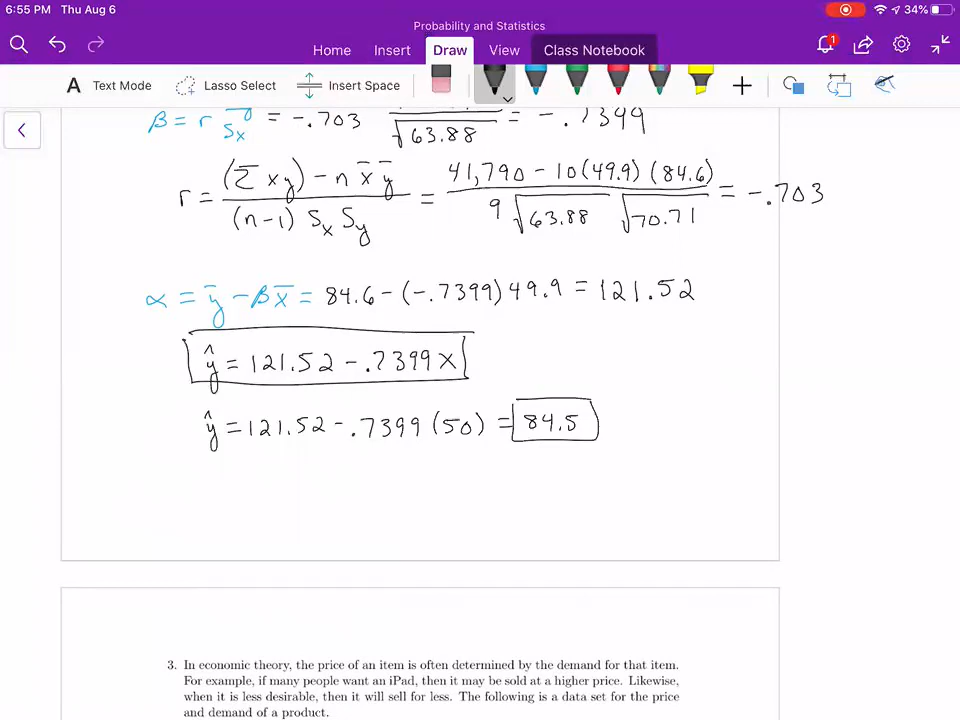 6:55 PM Thu Aug 6
34%
Probability and Statistics
Home Insert Draw View Class Notebook
1
A Text Mode Lasso Select Insert Space
β = r Sx = -.703 √63.88 = -.7399
r = (Σxy) - n x̄ ȳ / (n-1) Sx Sy = 41,790 - 10(49.9)(84.6) / 9 √63.88 √70.71 = -.703
α = ȳ - βx̄ = 84.6 - (-.7399)49.9 = 121.52
ŷ = 121.52 - .7399x
ŷ = 121.52 - .7399(50) = 84.5
3. In economic theory, the price of an item is often determined by the demand for that item.
For example, if many people want an iPad, then it may be sold at a higher price. Likewise,
when it is less desirable, then it will sell for less. The following is a data set for the price
and demand of a product.